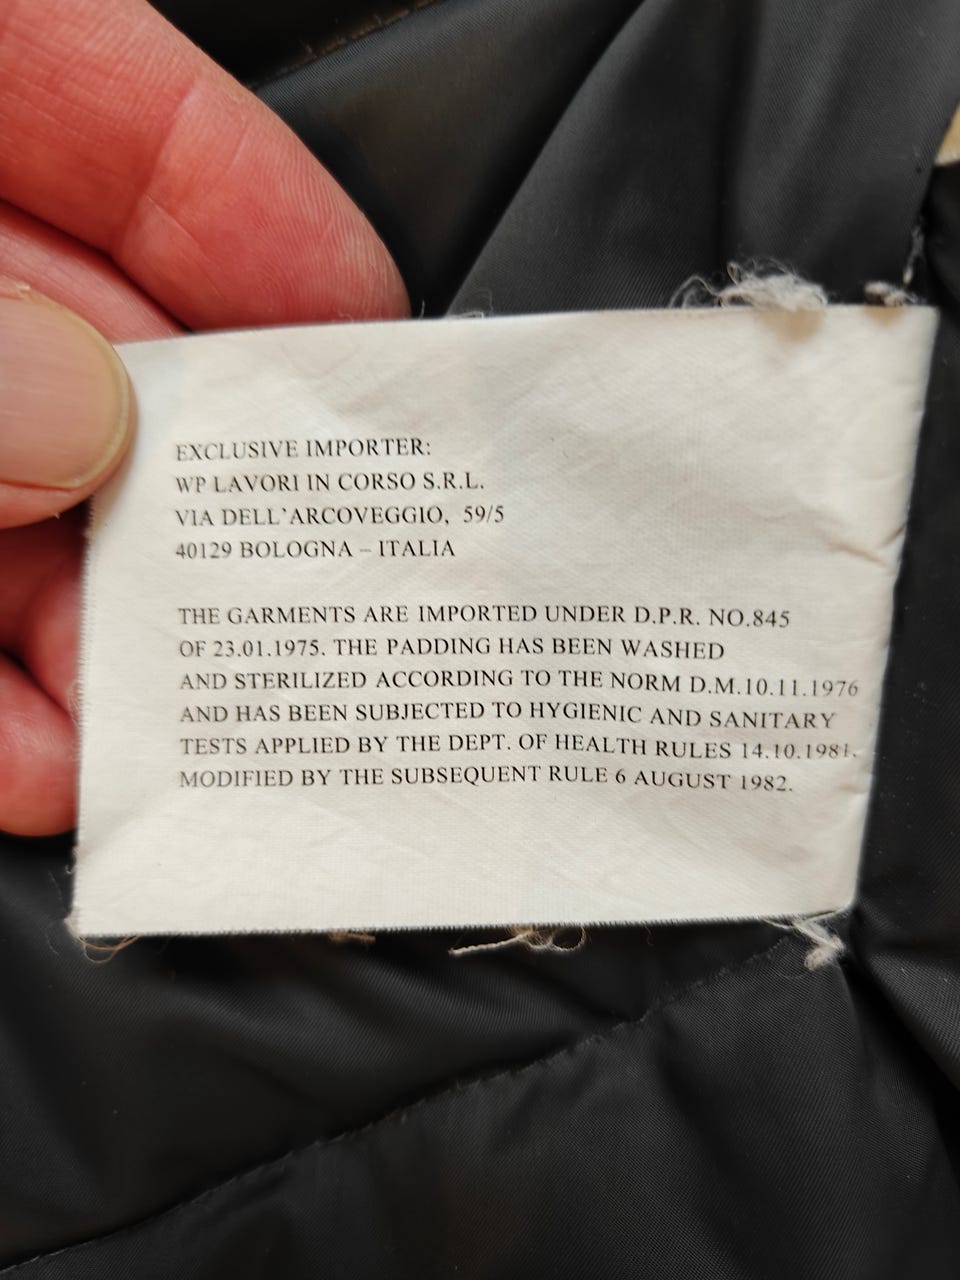 EXCLUSIVE IMPORTER:
WP LAVORI IN CORSO S.R.L.
VIA DELL'ARCOVEGGIO, 59/5
40129 BOLOGNA – ITALIA
THE GARMENTS ARE IMPORTED UNDER D.P.R. NO.845
OF 23.01.1975. THE PADDING HAS BEEN WASHED
AND STERILIZED ACCORDING TO THE NORM D.M.10.11.1976
AND HAS BEEN SUBJECTED TO HYGIENIC AND SANITARY
TESTS APPLIED BY THE DEPT. OF HEALTH RULES 14.10.1981.
MODIFIED BY THE SUBSEQUENT RULE 6 AUGUST 1982.